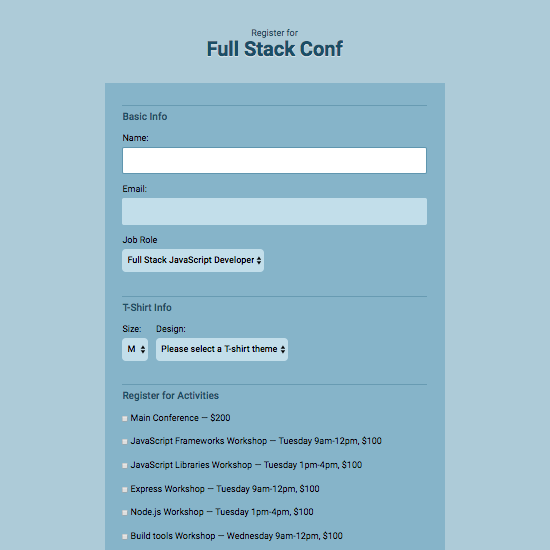 Register for
Full Stack Conf
Basic Info
Name:
Email:
Job Role
Full Stack JavaScript Developer
T-Shirt Info
Size: Design:
M Please select a T-shirt theme
Register for Activities
Main Conference — $200
JavaScript Frameworks Workshop — Tuesday 9am-12pm, $100
JavaScript Libraries Workshop — Tuesday 1pm-4pm, $100
Express Workshop — Tuesday 9am-12pm, $100
Node.js Workshop — Tuesday 1pm-4pm, $100
Build tools Workshop — Wednesday 9am-12pm, $100